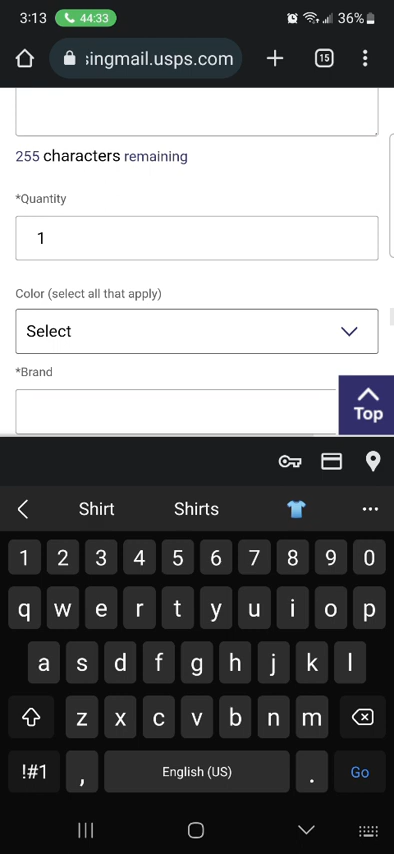 3:13 44:33 36%
singmail.usps.com 15
255 characters remaining
*Quantity
1
Color (select all that apply)
Select
*Brand
Top
Shirt Shirts
1 2 3 4 5 6 7 8 9 0
q w e r t y u i o p
a s d f g h j k l
z x c v b n m
!#1 , English (US) . Go